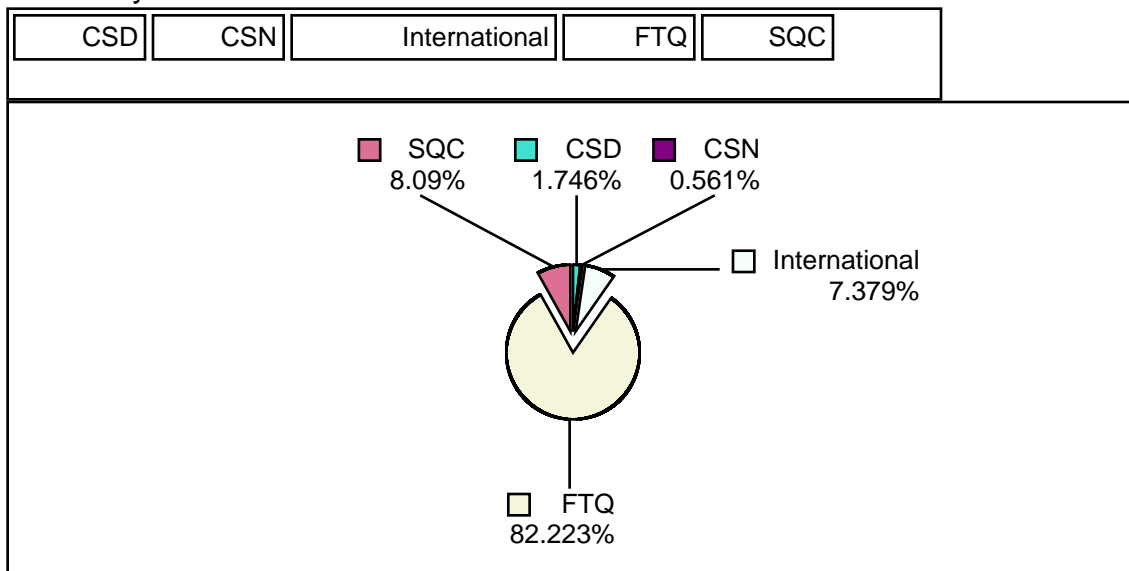 CSD CSN International FTQ SQC
SQC CSD CSN
8.09% 1.746% 0.561%
International
7.379%
FTQ
82.223%